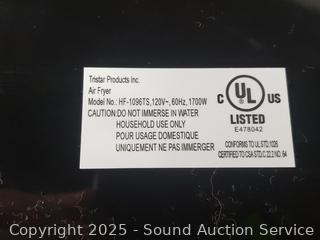 Tristar Products Inc.
Air Fryer
Model No.: HF-1096TS,120V~, 60Hz, 1700W
CAUTION:DO NOT IMMERSE IN WATER
HOUSEHOLD USE ONLY
POUR USAGE DOMESTIQUE
UNIQUEMENT NE PAS IMMERGER
C UL US
LISTED
E478042
CONFORMS TO UL STD.1026
CERTIFIED TO CSA STD.C.22.2 NO. 64
Copyright 2025 - Sound Auction Service